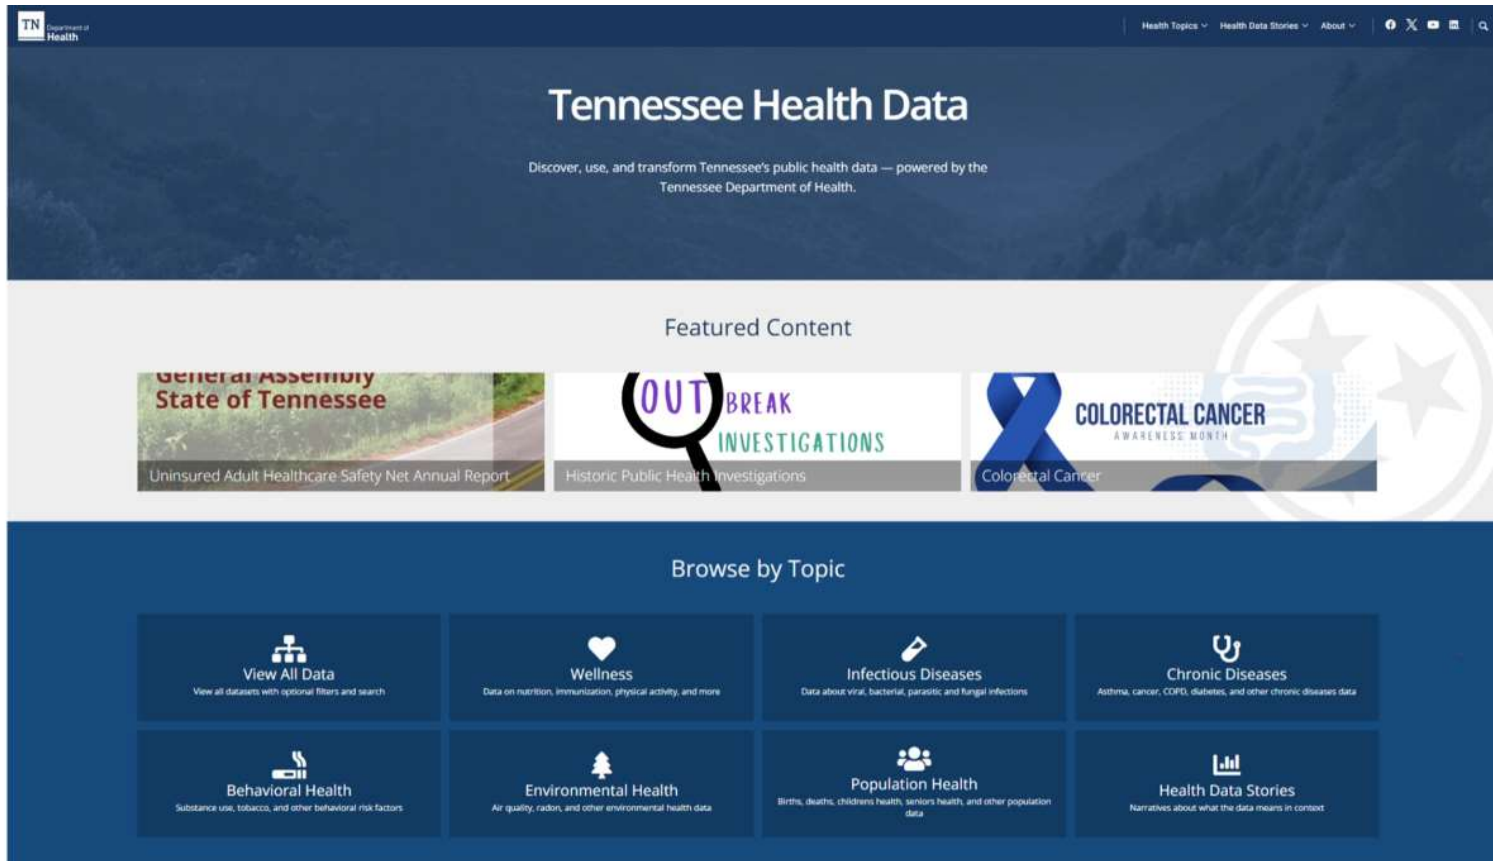 TN
Department of
Health
Health Topics
Health Data Stories
About
Tennessee Health Data
Discover, use, and transform Tennessee's public health data — powered by the
Tennessee Department of Health.
Featured Content
General Assembly
State of Tennessee
Uninsured Adult Healthcare Safety Net Annual Report
OUT BREAK
INVESTIGATIONS
Historic Public Health Investigations
COLORECTAL CANCER
AWARENESS MONTH
Colorectal Cancer
Browse by Topic
View All Data
View all datasets with optional filters and search
Wellness
Data on nutrition, immunization, physical activity, and more
Infectious Diseases
Data about viral, bacterial, parasitic and fungal infections
Chronic Diseases
Asthma, cancer, COPD, diabetes, and other chronic diseases data
Behavioral Health
Substance use, tobacco, and other behavioral risk factors
Environmental Health
Air quality, radon, and other environmental health data
Population Health
Births, deaths, childrens health, seniors health, and other population
data
Health Data Stories
Narratives about what the data means in context